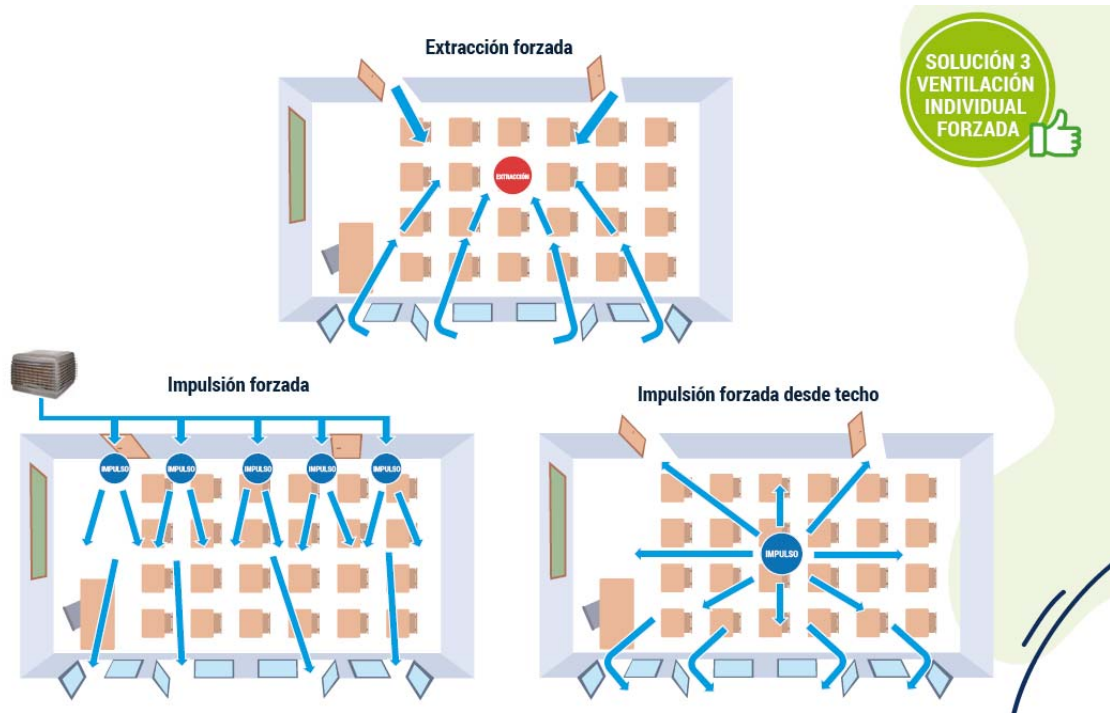 Extracción forzada
SOLUCIÓN 3
VENTILACIÓN
INDIVIDUAL
FORZADA
EXTRACCIÓN
Impulsión forzada
IMPULSO
IMPULSO
IMPULSO
IMPULSO
IMPULSO
Impulsión forzada desde techo
IMPULSO